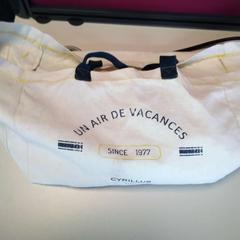 UN AIR DE VACANCES
SINCE 1977
CYRILLUS